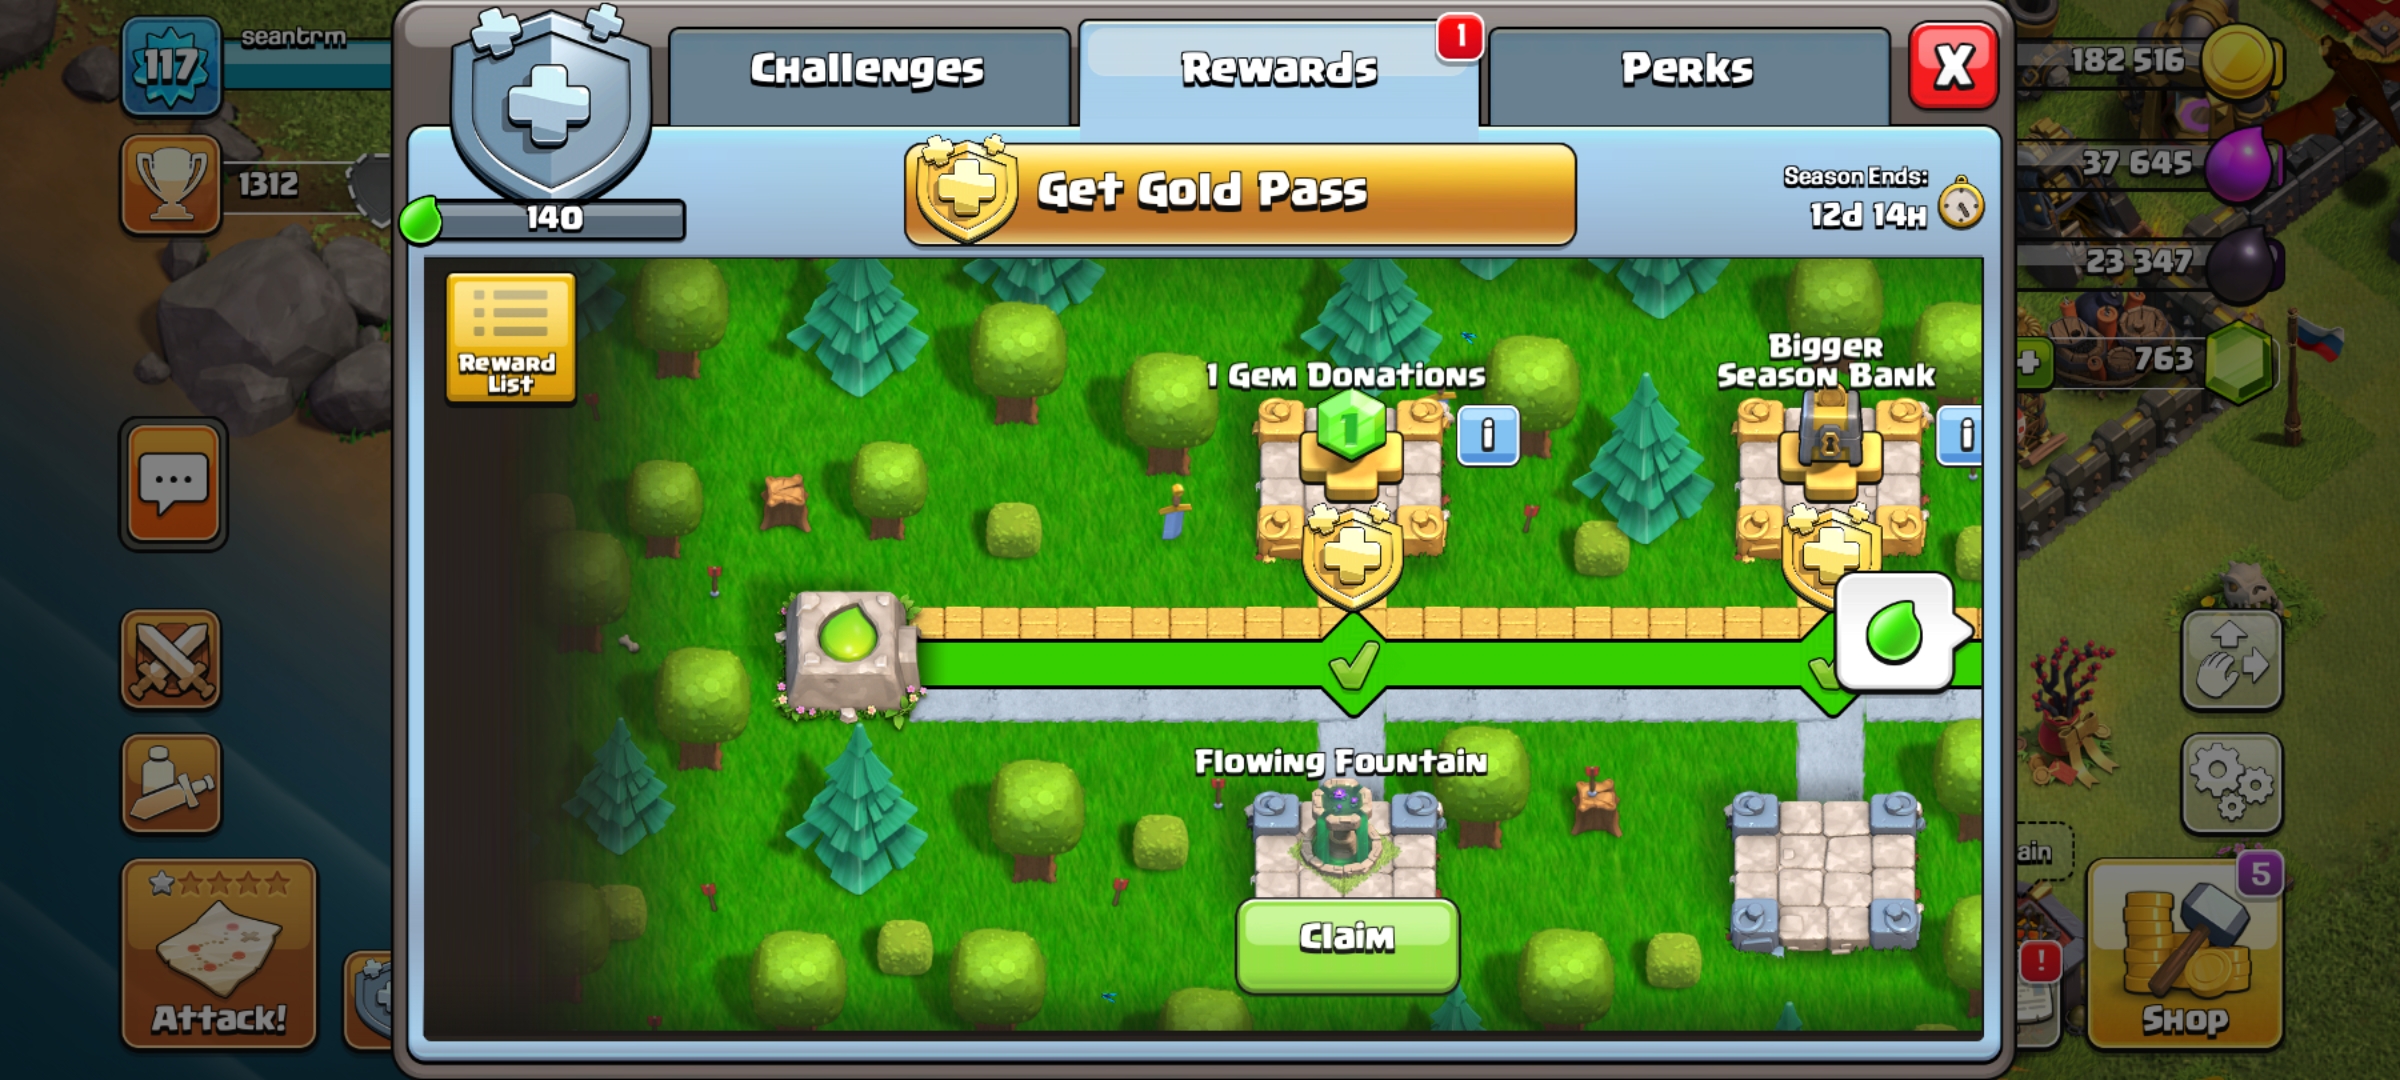 117
seantrm
1312
Challenges
Rewards
1
Perks
X
182 516
37 645
23 347
763
140
Get Gold Pass
Season Ends:
12d 14H
Reward
List
1 Gem Donations
1
i
Bigger
Season Bank
i
Flowing Fountain
Claim
Attack!
ain
!
5
Shop